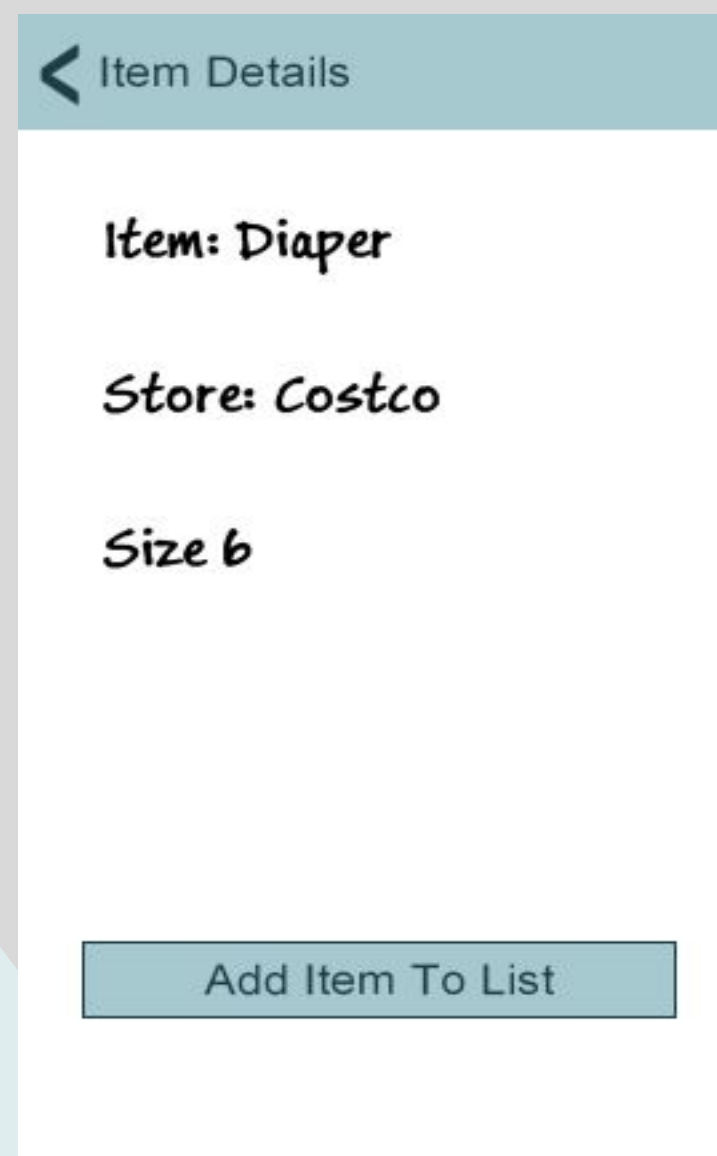 Item Details
Item: Diaper
Store: Costco
Size 6
Add Item To List